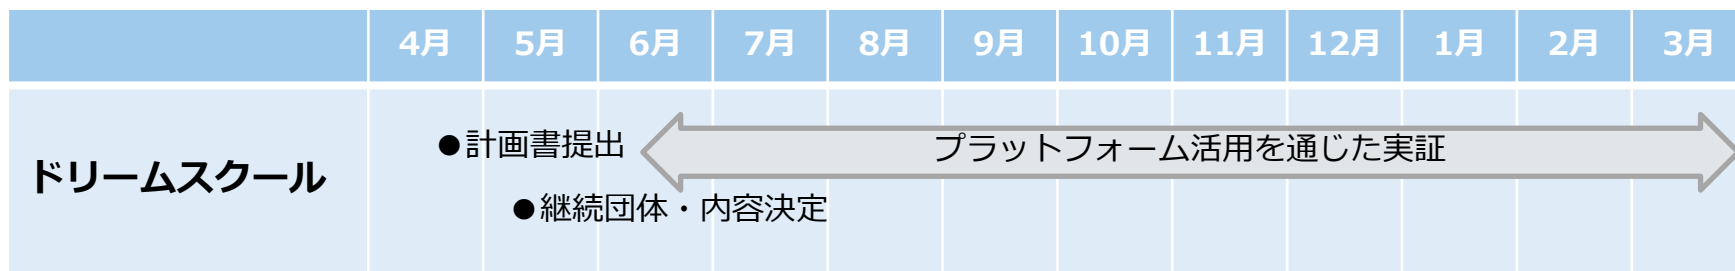 4月 5月 6月 7月 8月 9月 10月 11月 12月 1月 2月 3月
ドリームスクール
●計画書提出
プラットフォーム活用を通じた実証
●継続団体・内容決定